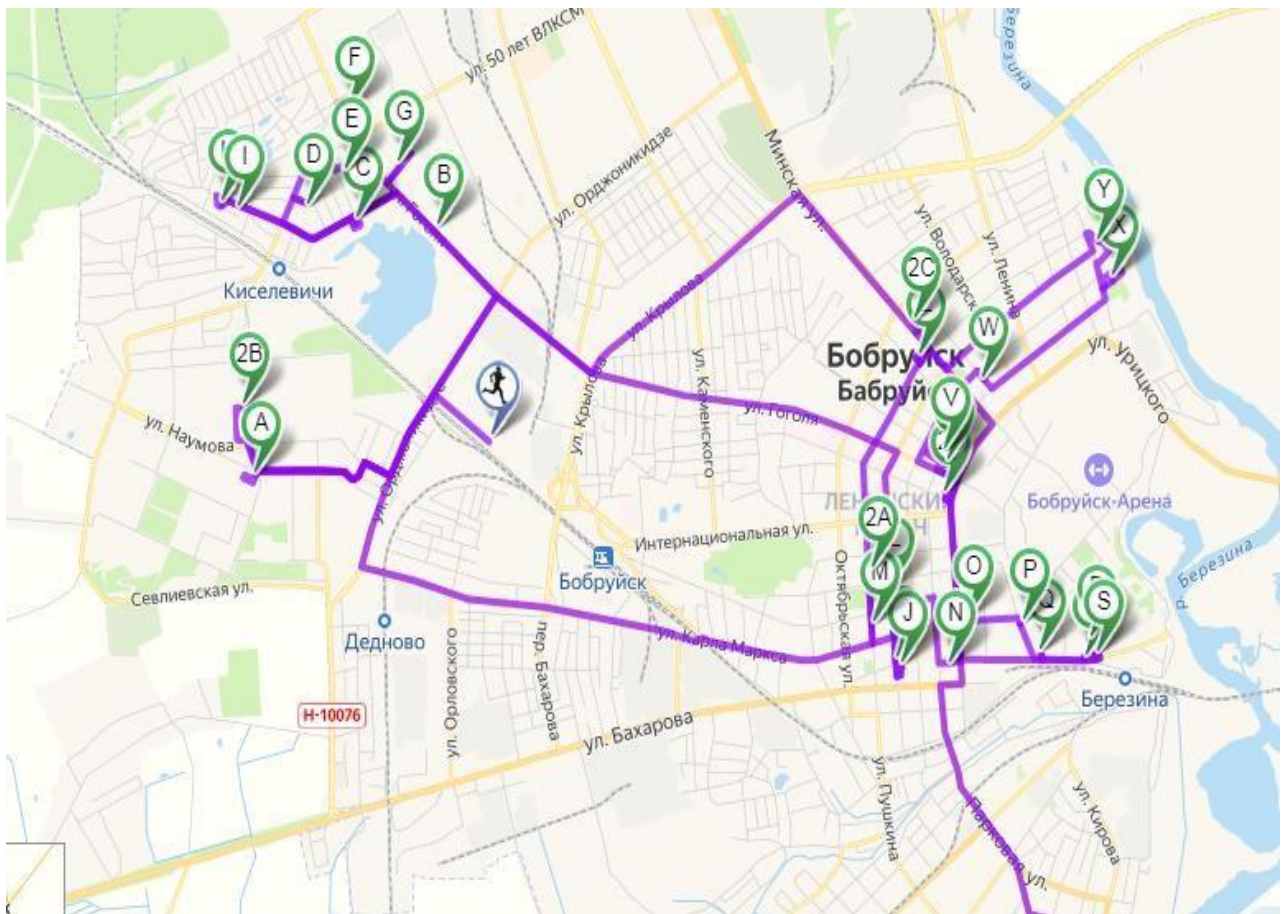 Березина
F
ул. 50 лет ВЛКСМ
G
E
D
I
C
B
ул. Орджоникидзе
Минская ул.
Y
X
ул. Гоголя
ул. Володарск
ул. Ленина
2C
Киселевичи
ул. Крылова
W
Бобруйск
Бабруй
ул. Урицкого
2B
A
ул. Наумова
ул. Орджоникидзе
ул. Крылова
ул. Каменского
ул. Гоголя
V
Бобруйск-Арена
ЛЕНИНСКИЙ
2A
Интернациональная ул.
Бобруйск
M
Октябрьская ул.
O
P
Q
S
J
N
р. Березина
Севлиевская ул.
Дедново
ул. Карла Маркса
Березина
Н-10076
ул. Орловского
пер. Бахарова
ул. Бахарова
ул. Пушкина
Парковая ул.
ул. Кирова